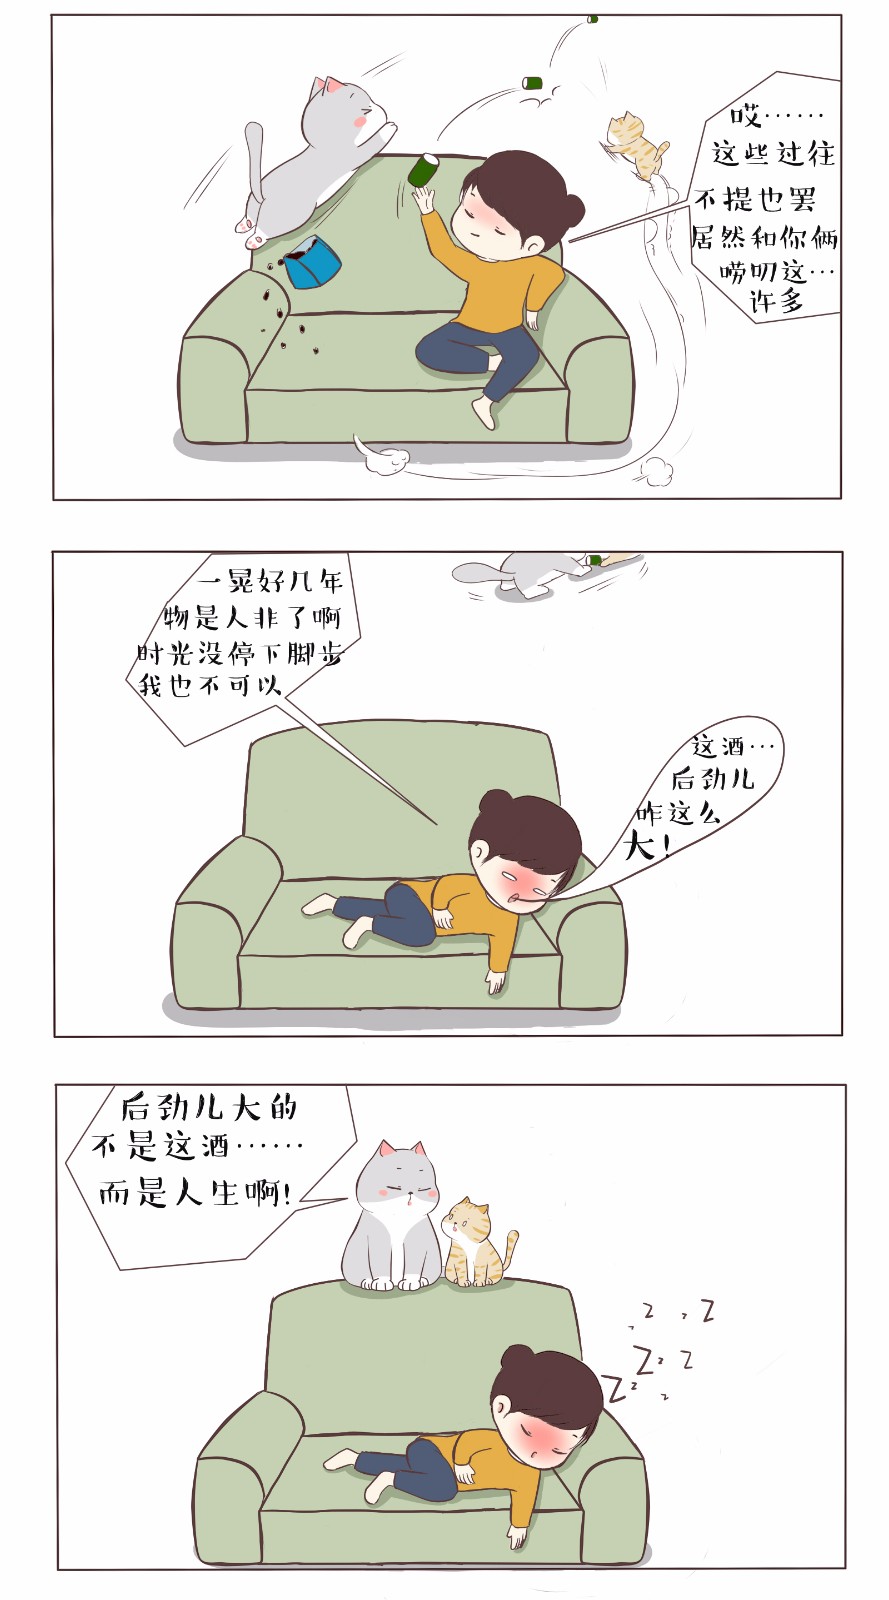 哎……
这些过往
不提也罢
居然和你俩
唠叨这…
许多
一晃好几年
物是人非了啊
时光没停下脚步
我也不可以
这酒…
后劲儿
咋这么
大!
后劲儿大的
不是这酒……
而是人生啊!
z z Z
Z z Z
Z z z